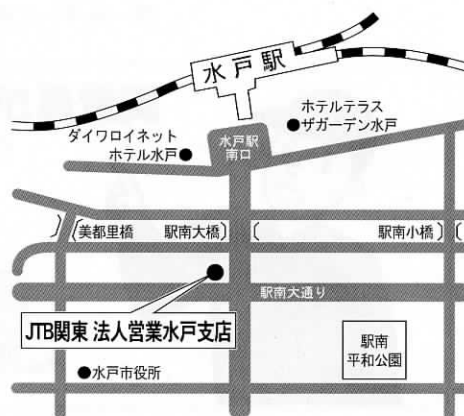 水戸駅
ホテルテラス
ザガーデン水戸
ダイワロイネット
ホテル水戸
水戸駅
南口
美都里橋
駅南大橋
駅南小橋
駅南大通り
JTB関東 法人営業水戸支店
駅南
平和公園
水戸市役所